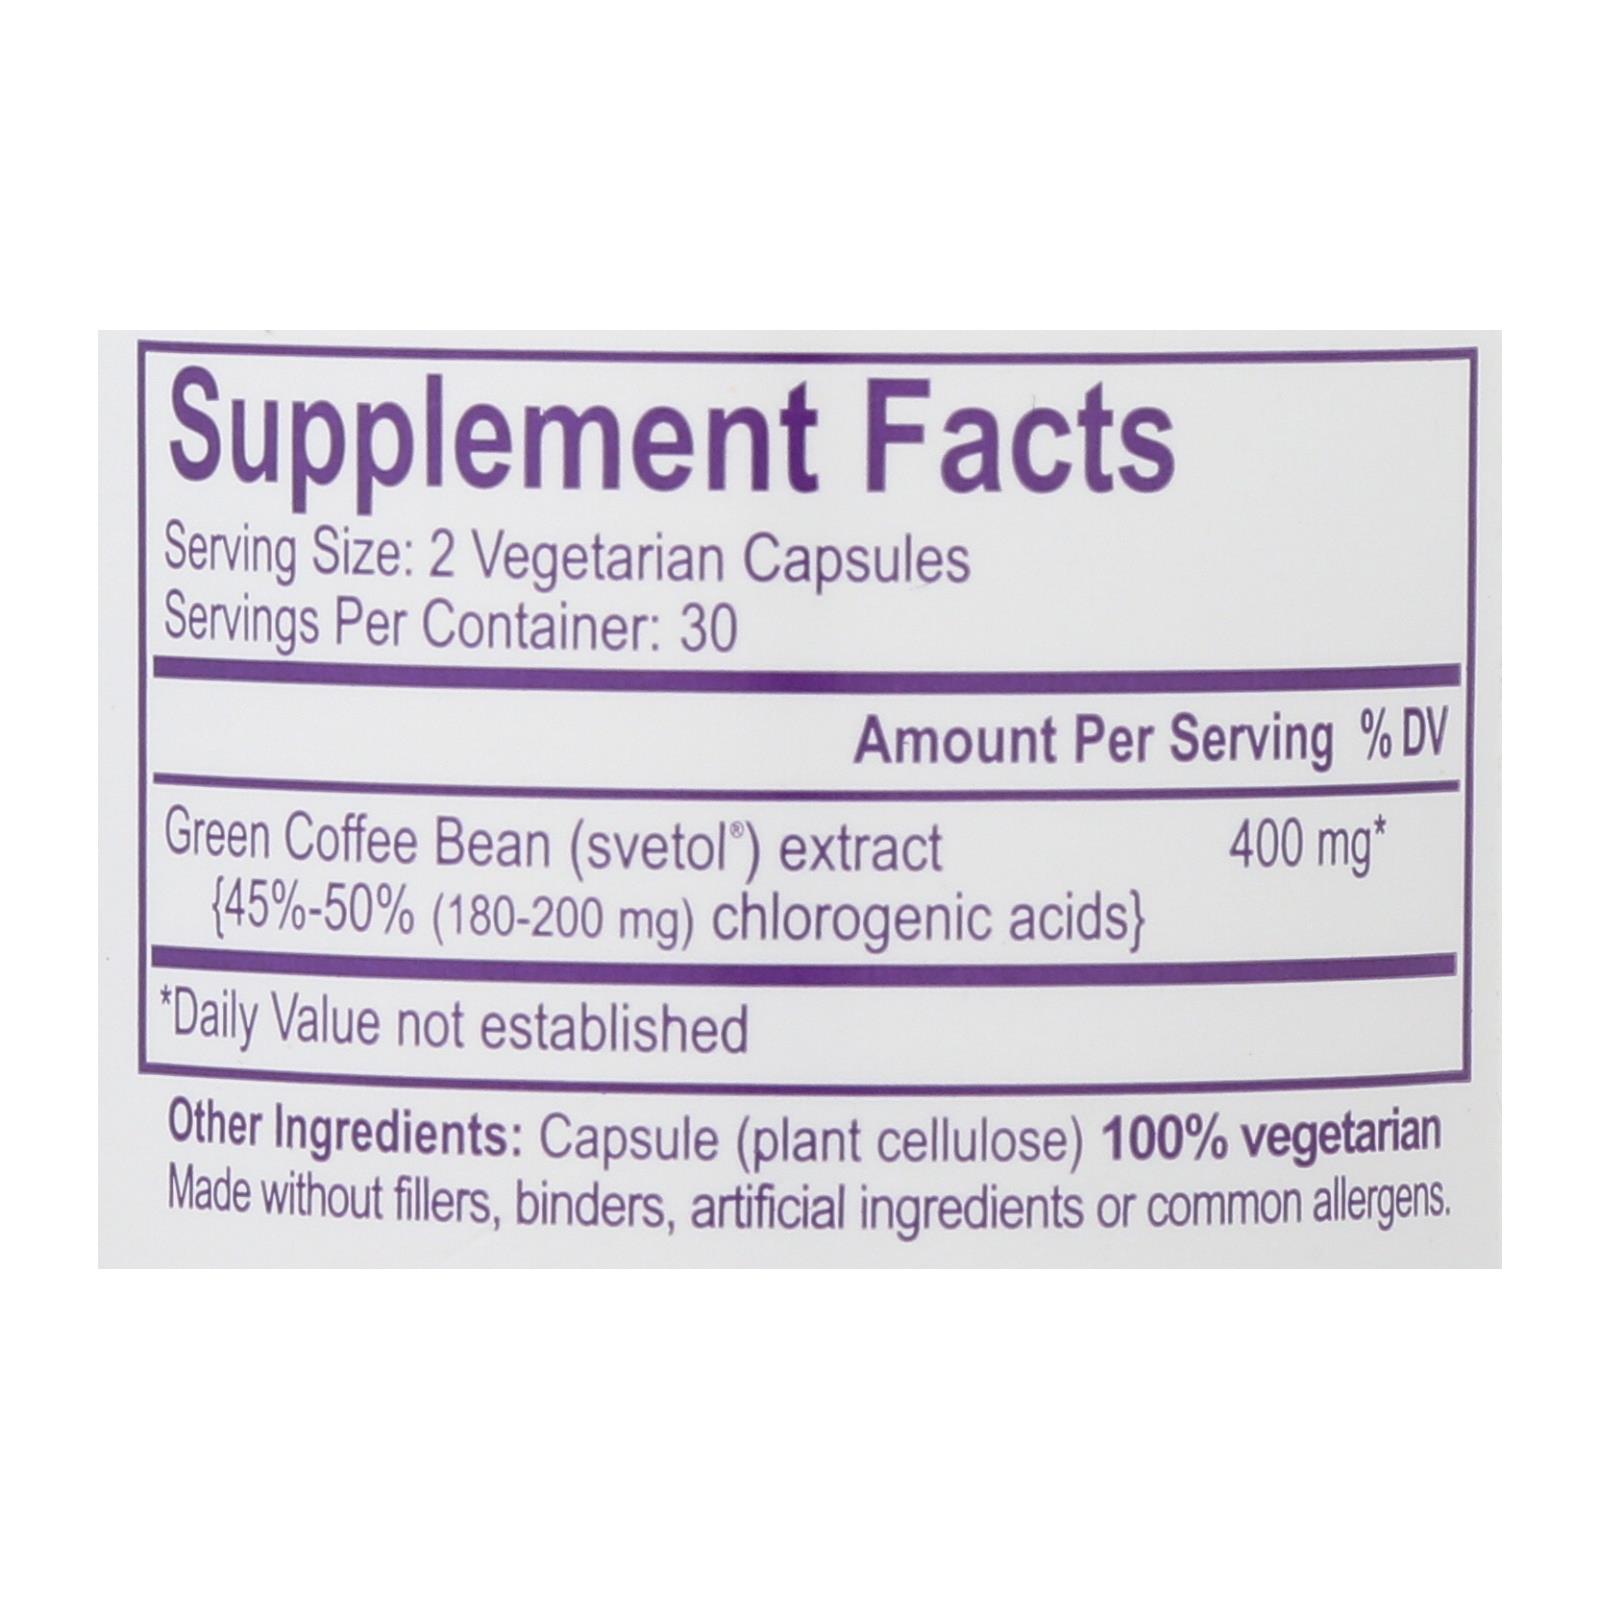 Supplement Facts
Serving Size: 2 Vegetarian Capsules
Servings Per Container: 30
Amount Per Serving % DV
Green Coffee Bean (svetol®) extract 400 mg*
{45%-50% (180-200 mg) chlorogenic acids}
*Daily Value not established
Other Ingredients: Capsule (plant cellulose) 100% vegetarian
Made without fillers, binders, artificial ingredients or common allergens.